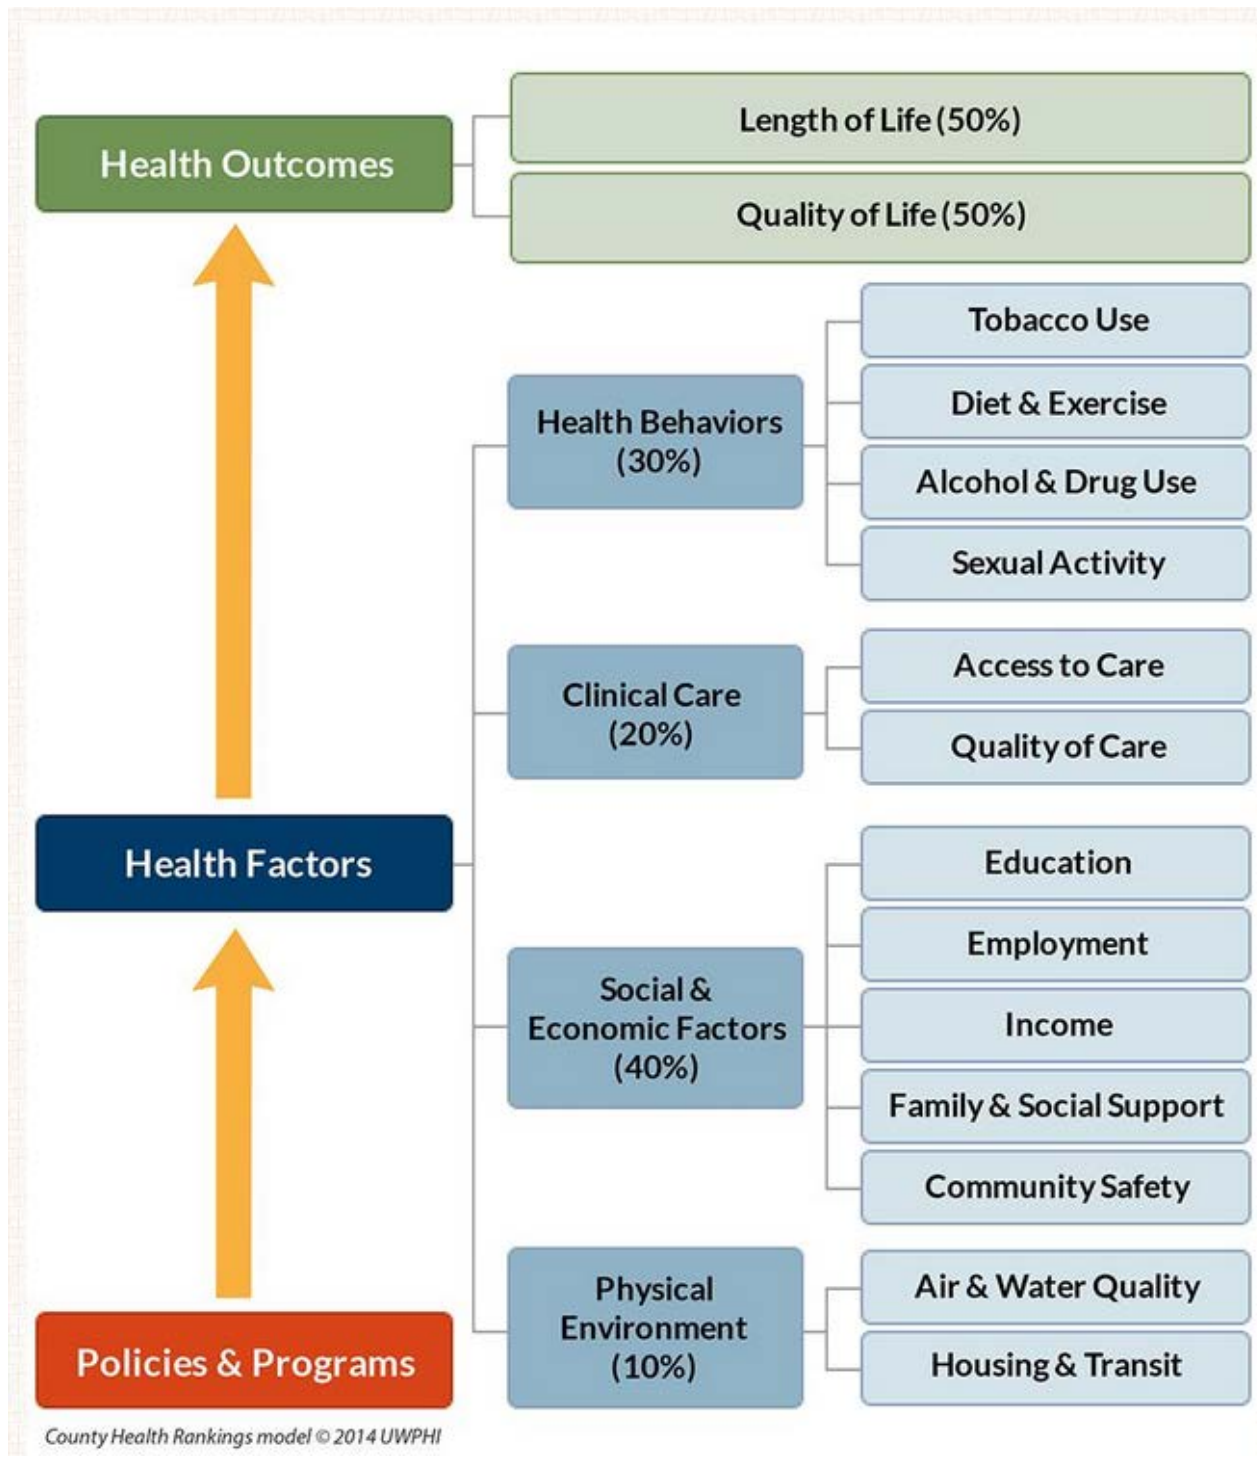 Health Outcomes
Length of Life (50%)
Quality of Life (50%)
Health Factors
Health Behaviors
(30%)
Tobacco Use
Diet & Exercise
Alcohol & Drug Use
Sexual Activity
Clinical Care
(20%)
Access to Care
Quality of Care
Social &
Economic Factors
(40%)
Education
Employment
Income
Family & Social Support
Community Safety
Physical
Environment
(10%)
Air & Water Quality
Housing & Transit
Policies & Programs
County Health Rankings model © 2014 UWPHI